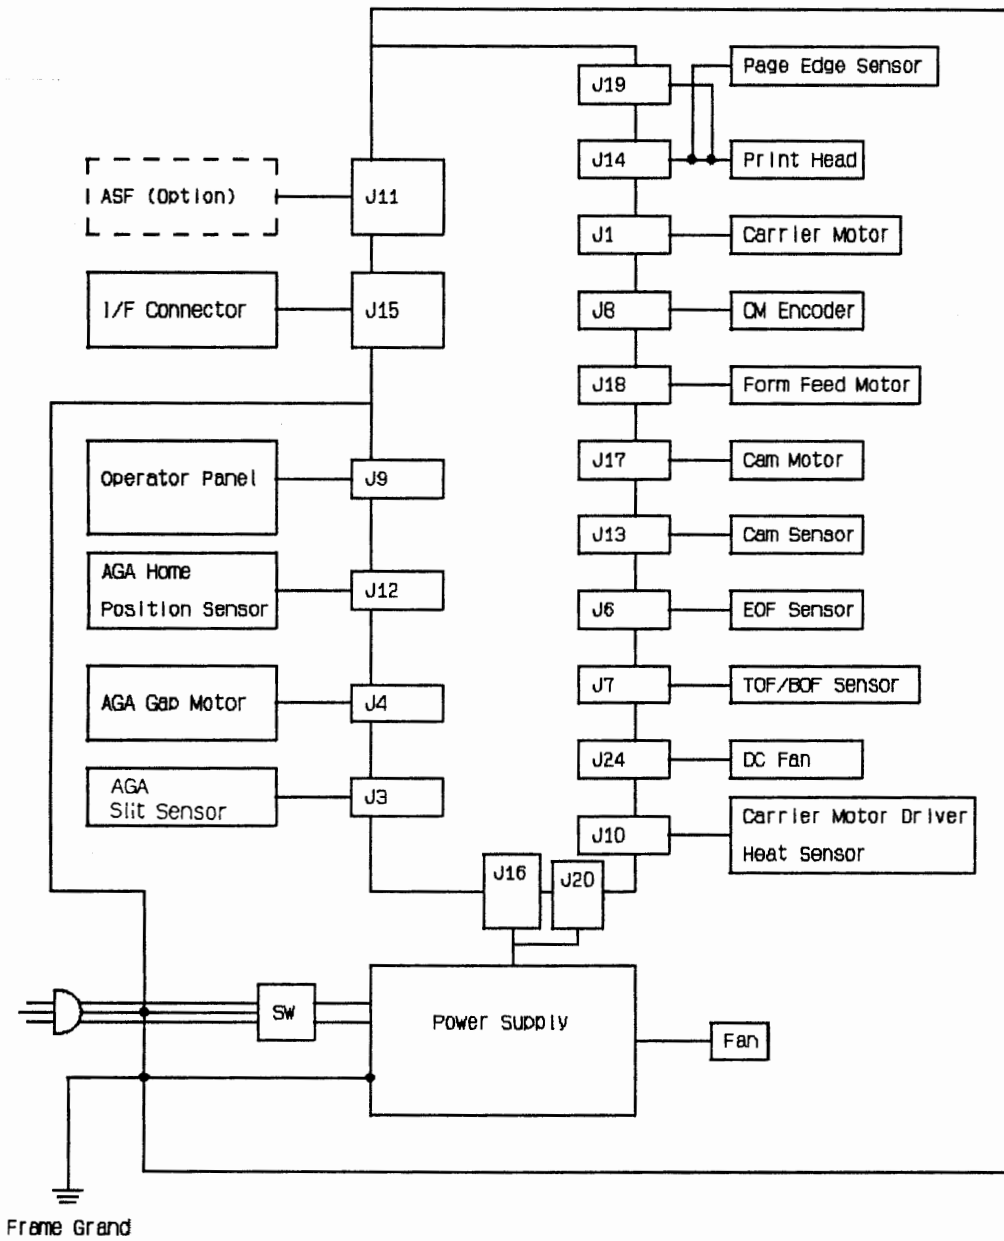 Page Edge Sensor
J19
J14
Print Head
ASF (Option)
J11
J1
Carrier Motor
I/F Connector
J15
J8
CM Encoder
J18
Form Feed Motor
J17
Cam Motor
Operator Panel
J9
J13
Cam Sensor
AGA Home
Position Sensor
J12
J6
EOF Sensor
AGA Gap Motor
J4
J7
TOF/BOF Sensor
J24
DC Fan
AGA
Slit Sensor
J3
J10
Carrier Motor Driver
Heat Sensor
J16
J20
SW
Power Supply
Fan
Frame Grand